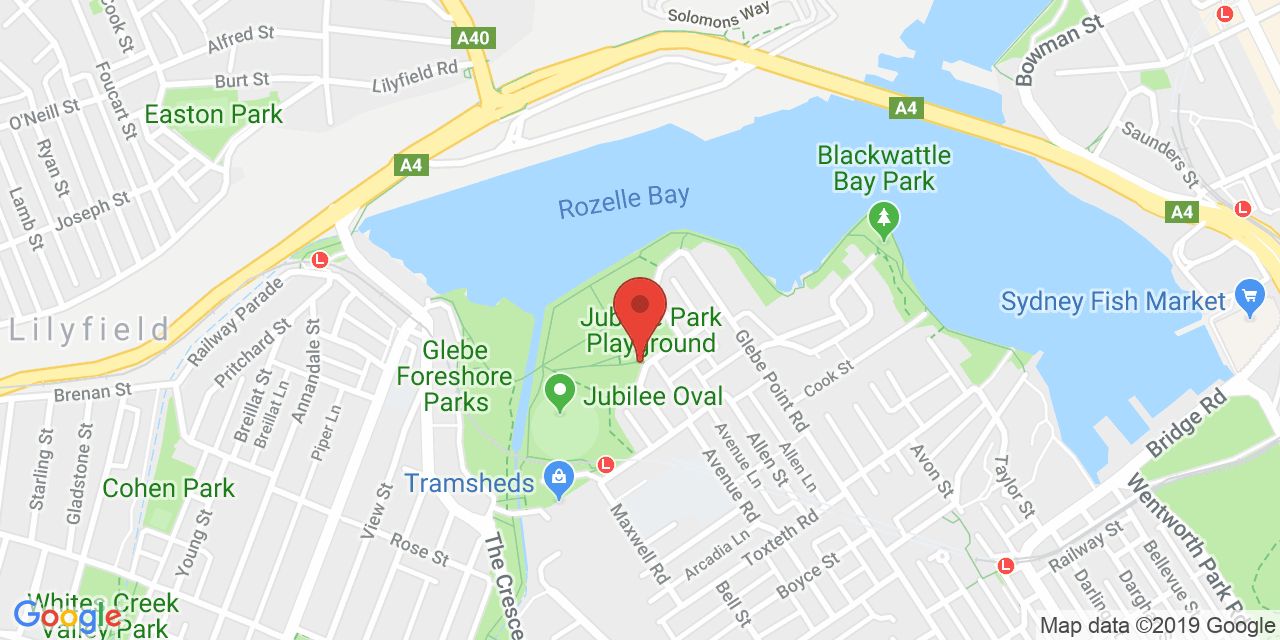 Solomons Way
Cook St
Alfred St
A40
Bowman St
Foucart St
Burt St
Lilyfield Rd
O'Neill St
Easton Park
A4
Saunders St
Ryan St
A4
Blackwattle
Bay Park
Lamb St
Joseph St
Rozelle Bay
A4
Railway Parade
Sydney Fish Market
Lilyfield
Pritchard St
Annandale St
Glebe
Foreshore
Parks
Park
Playground
Glebe Point Rd
Jubilee Oval
Cook St
Brenan St
Breillat St
Breillat Ln
Piper Ln
Bridge Rd
Starling St
Gladstone St
Cohen Park
View St
Tramsheds
Avenue Ln
Allen St
Allen Ln
Avenue Rd
Avon St
Taylor St
Wentworth Park R
Young St
Rose St
Maxwell Rd
Arcadia Ln
Toxteth Rd
Boyce St
Bell St
Railway St
Bellevue S
Dargh
Darlin
The Cresce
Whites Creek
Valley Park
Google
Map data ©2019 Google